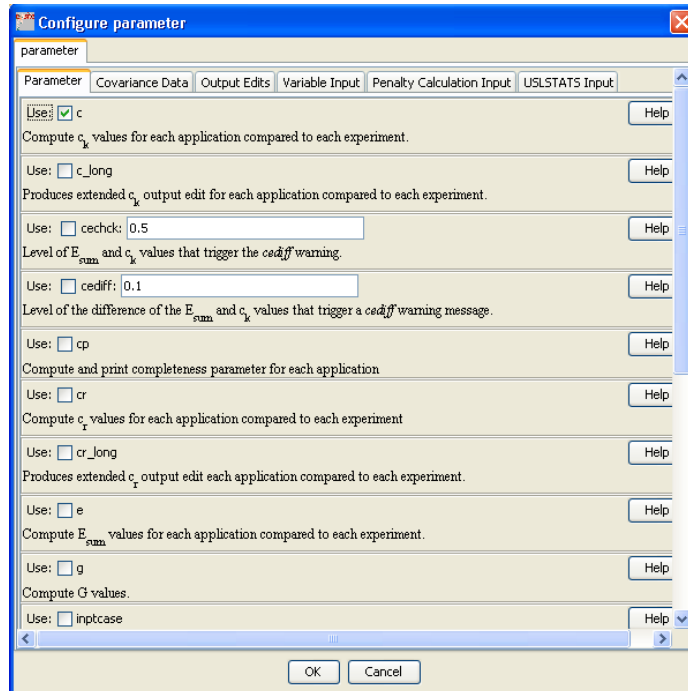 Configure parameter
parameter
Parameter Covariance Data Output Edits Variable Input Penalty Calculation Input USLSTATS Input
Use: c Help
Compute ck values for each application compared to each experiment.
Use: c_long Help
Produces extended ck output edit for each application compared to each experiment.
Use: cechck: 0.5 Help
Level of Esum and ck values that trigger the cediff warning.
Use: cediff: 0.1 Help
Level of the difference of the Esum and ck values that trigger a cediff warning message.
Use: cp Help
Compute and print completeness parameter for each application
Use: cr Help
Compute cr values for each application compared to each experiment
Use: cr_long Help
Produces extended cr output edit each application compared to each experiment.
Use: e Help
Compute Esum values for each application compared to each experiment.
Use: g Help
Compute G values.
Use: inptcase Help
OK Cancel